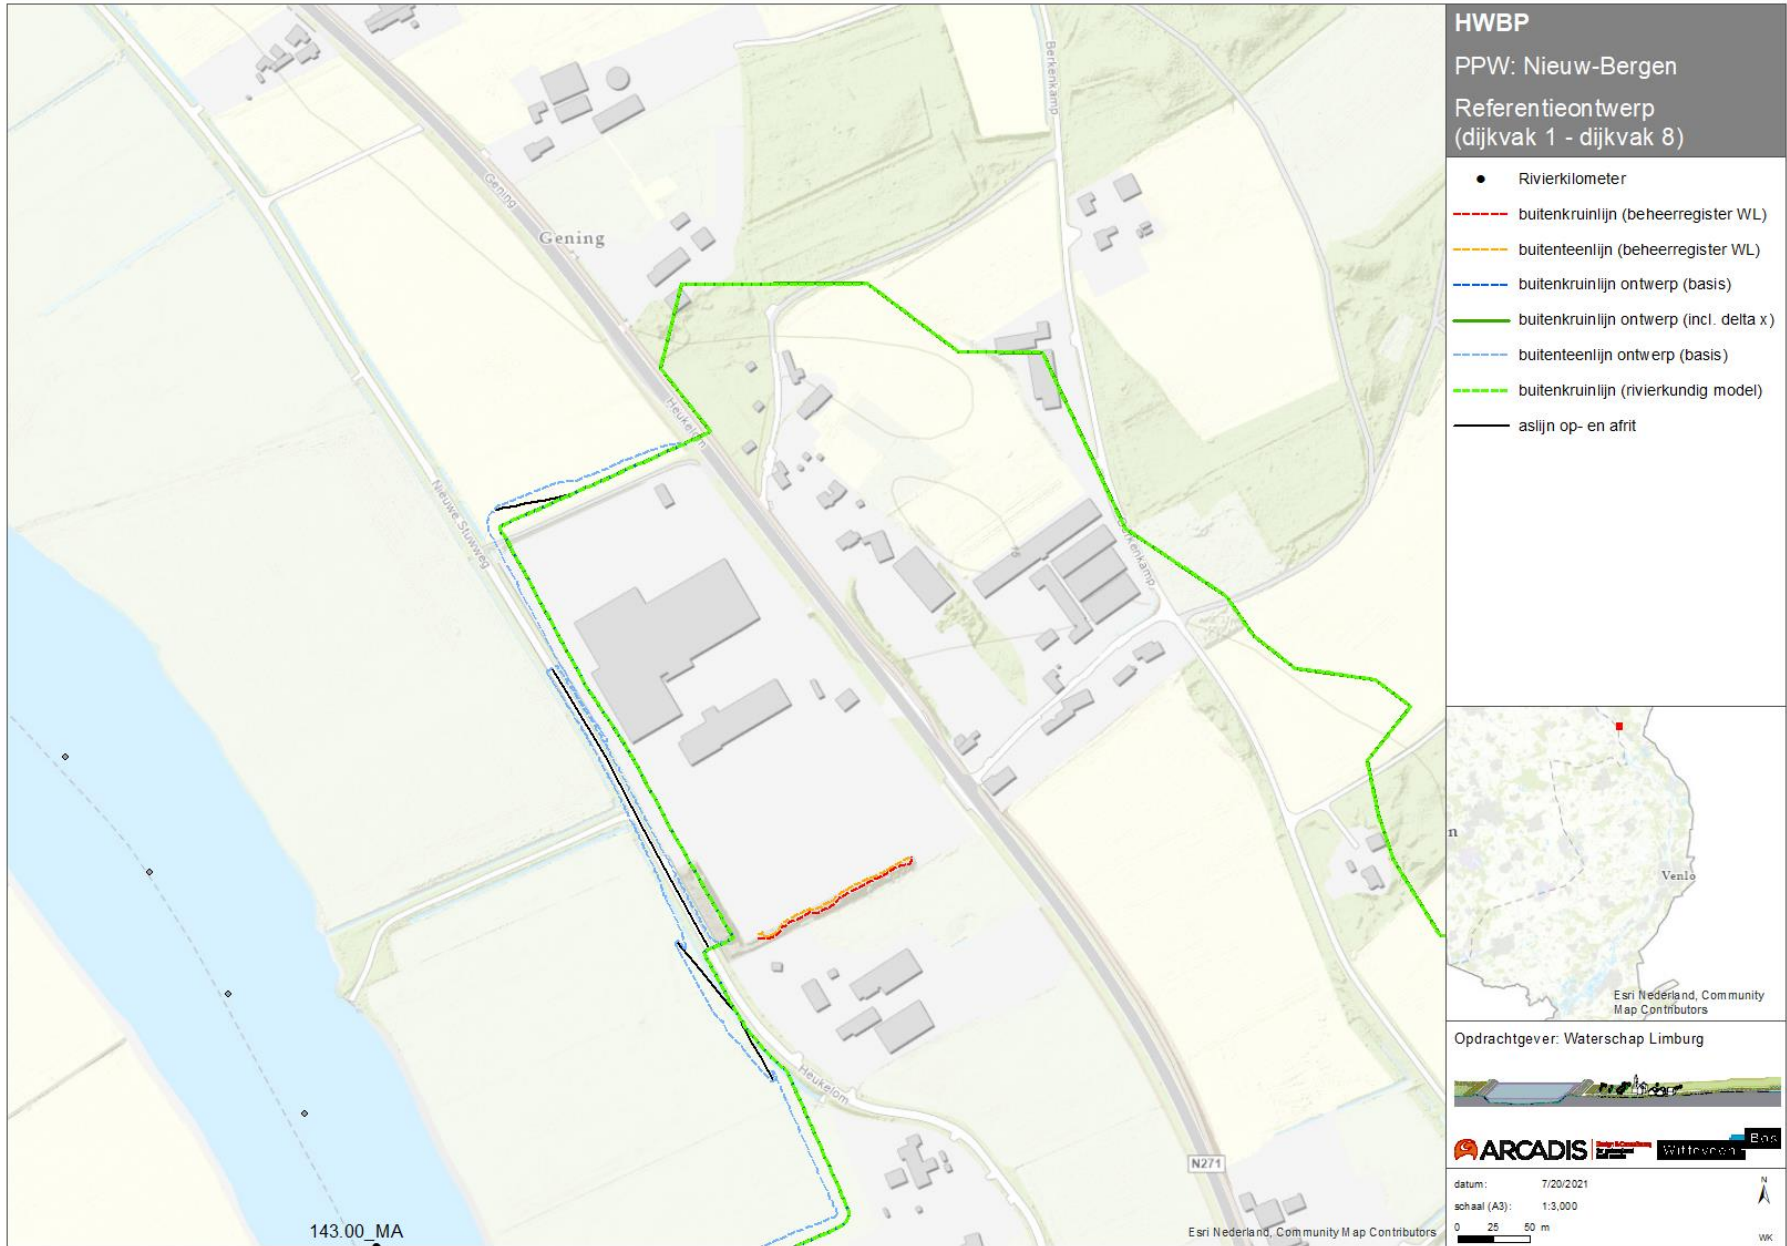 HWBP
PPW: Nieuw-Bergen
Referentieontwerp
(dijkvak 1 - dijkvak 8)
Rivierkilometer
buitenkruinlijn (beheerregister WL)
buitenteenlijn (beheerregister WL)
buitenkruinlijn ontwerp (basis)
buitenkruinlijn ontwerp (incl. delta x)
buitenteenlijn ontwerp (basis)
buitenkruinlijn (rivierkundig model)
aslijn op- en afrit
Berkenkamp
Gening
Gening
Heukelom
Nieuwe Stuwweg
Berkenkamp
Heukelom
N271
143.00_MA
Esri Nederland, Community Map Contributors
n
Venlo
Esri Nederland, Community
Map Contributors
Opdrachtgever: Waterschap Limburg
ARCADIS
Witteveen
Bos
datum: 7/20/2021
schaal (A3): 1:3,000
0 25 50 m
N
WK